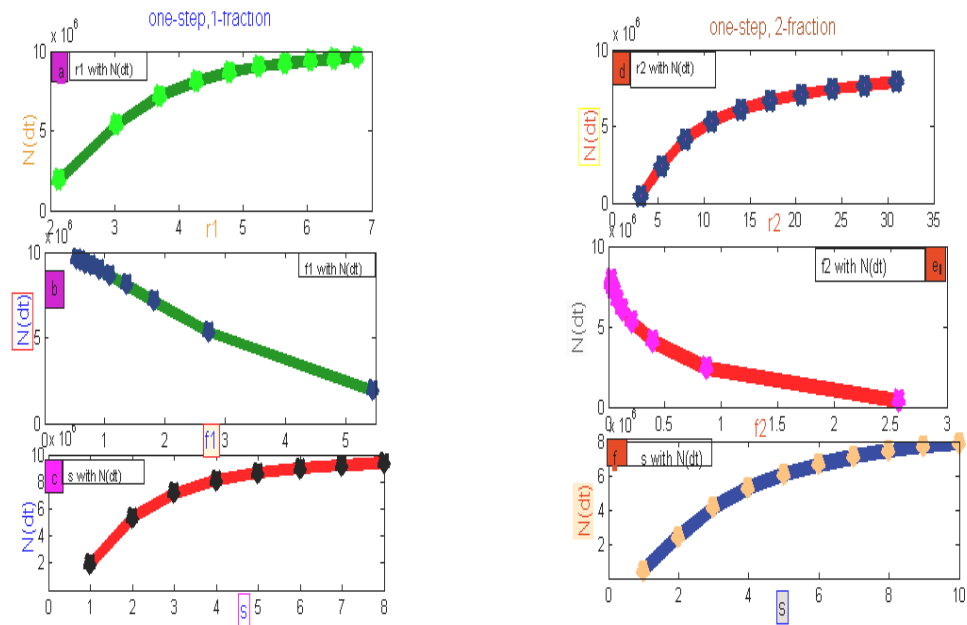 one-step,1-fraction
x 10^6
a
r1 with N(dt)
10
5
0
N(dt)
2
3
4
5
6
7
r1
x 10^6
b
f1 with N(dt)
10
5
0
N(dt)
0
1
2
3
4
5
f1
x 10^6
c
s with N(dt)
10
8
6
4
2
N(dt)
0
1
2
3
4
5
6
7
8
s
one-step, 2-fraction
x 10^6
d
r2 with N(dt)
10
5
0
N(dt)
0
5
10
15
20
25
30
35
r2
x 10^6
f2 with N(dt)
10
5
0
N(dt)
0
0.5
1
1.5
2
2.5
3
f2
x 10^6
f
s with N(dt)
8
6
4
2
N(dt)
0
2
4
6
8
10
S